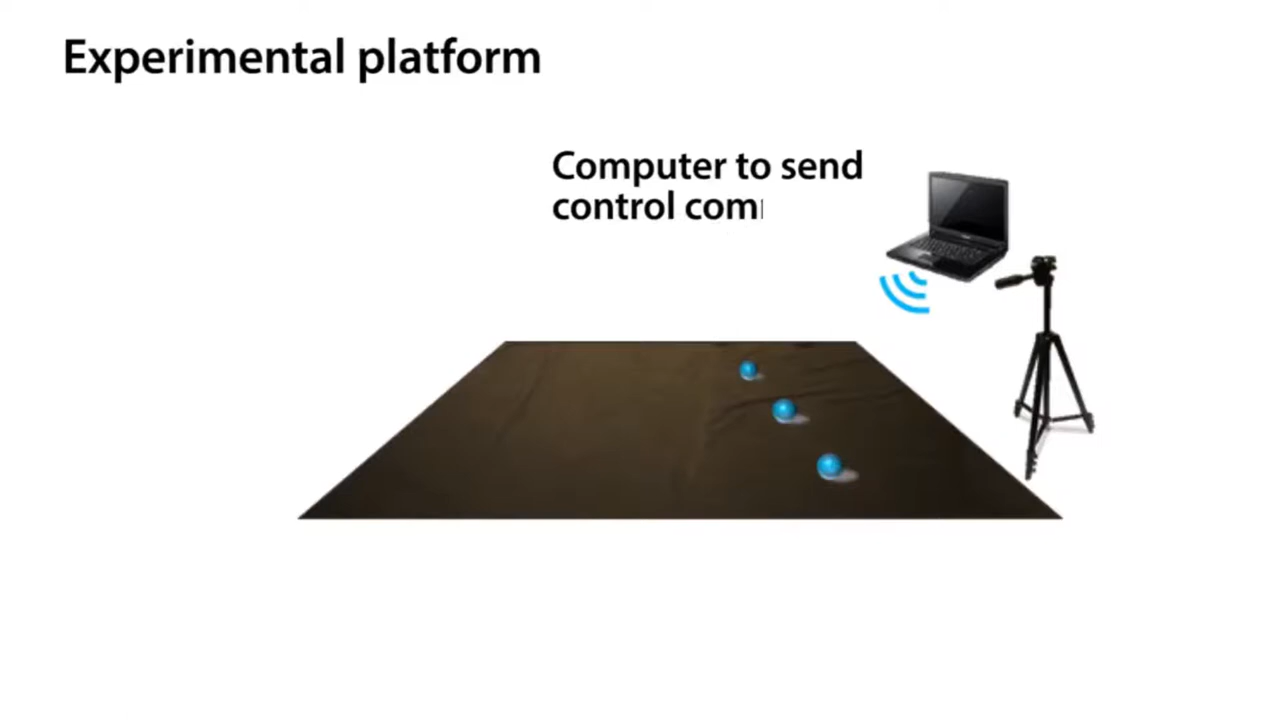 Experimental platform
Computer to send
control com